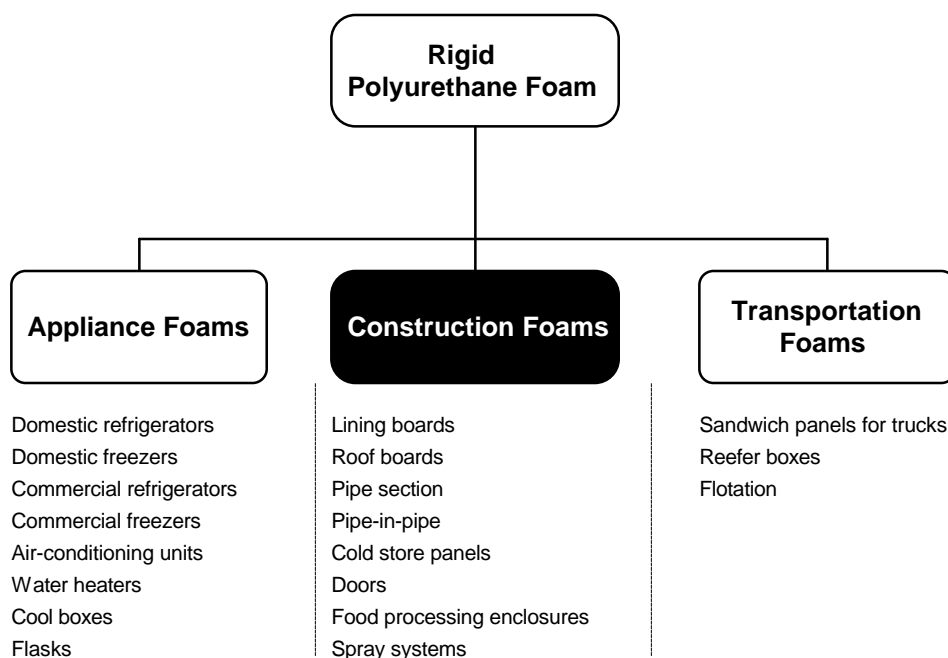 Rigid
Polyurethane Foam
Appliance Foams
Construction Foams
Transportation
Foams
Domestic refrigerators
Domestic freezers
Commercial refrigerators
Commercial freezers
Air-conditioning units
Water heaters
Cool boxes
Flasks
Lining boards
Roof boards
Pipe section
Pipe-in-pipe
Cold store panels
Doors
Food processing enclosures
Spray systems
Sandwich panels for trucks
Reefer boxes
Flotation